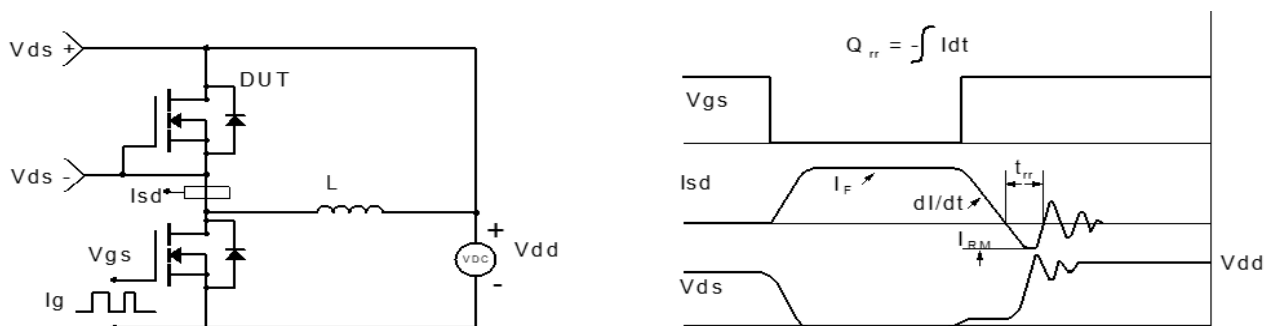 Vds +
DUT
Vds -
Isd
L
Vgs
Ig
VDC
+
-
Vdd
Q rr = -∫ Idt
Vgs
Isd
I F
dI/dt
t rr
I RM
Vds
Vdd